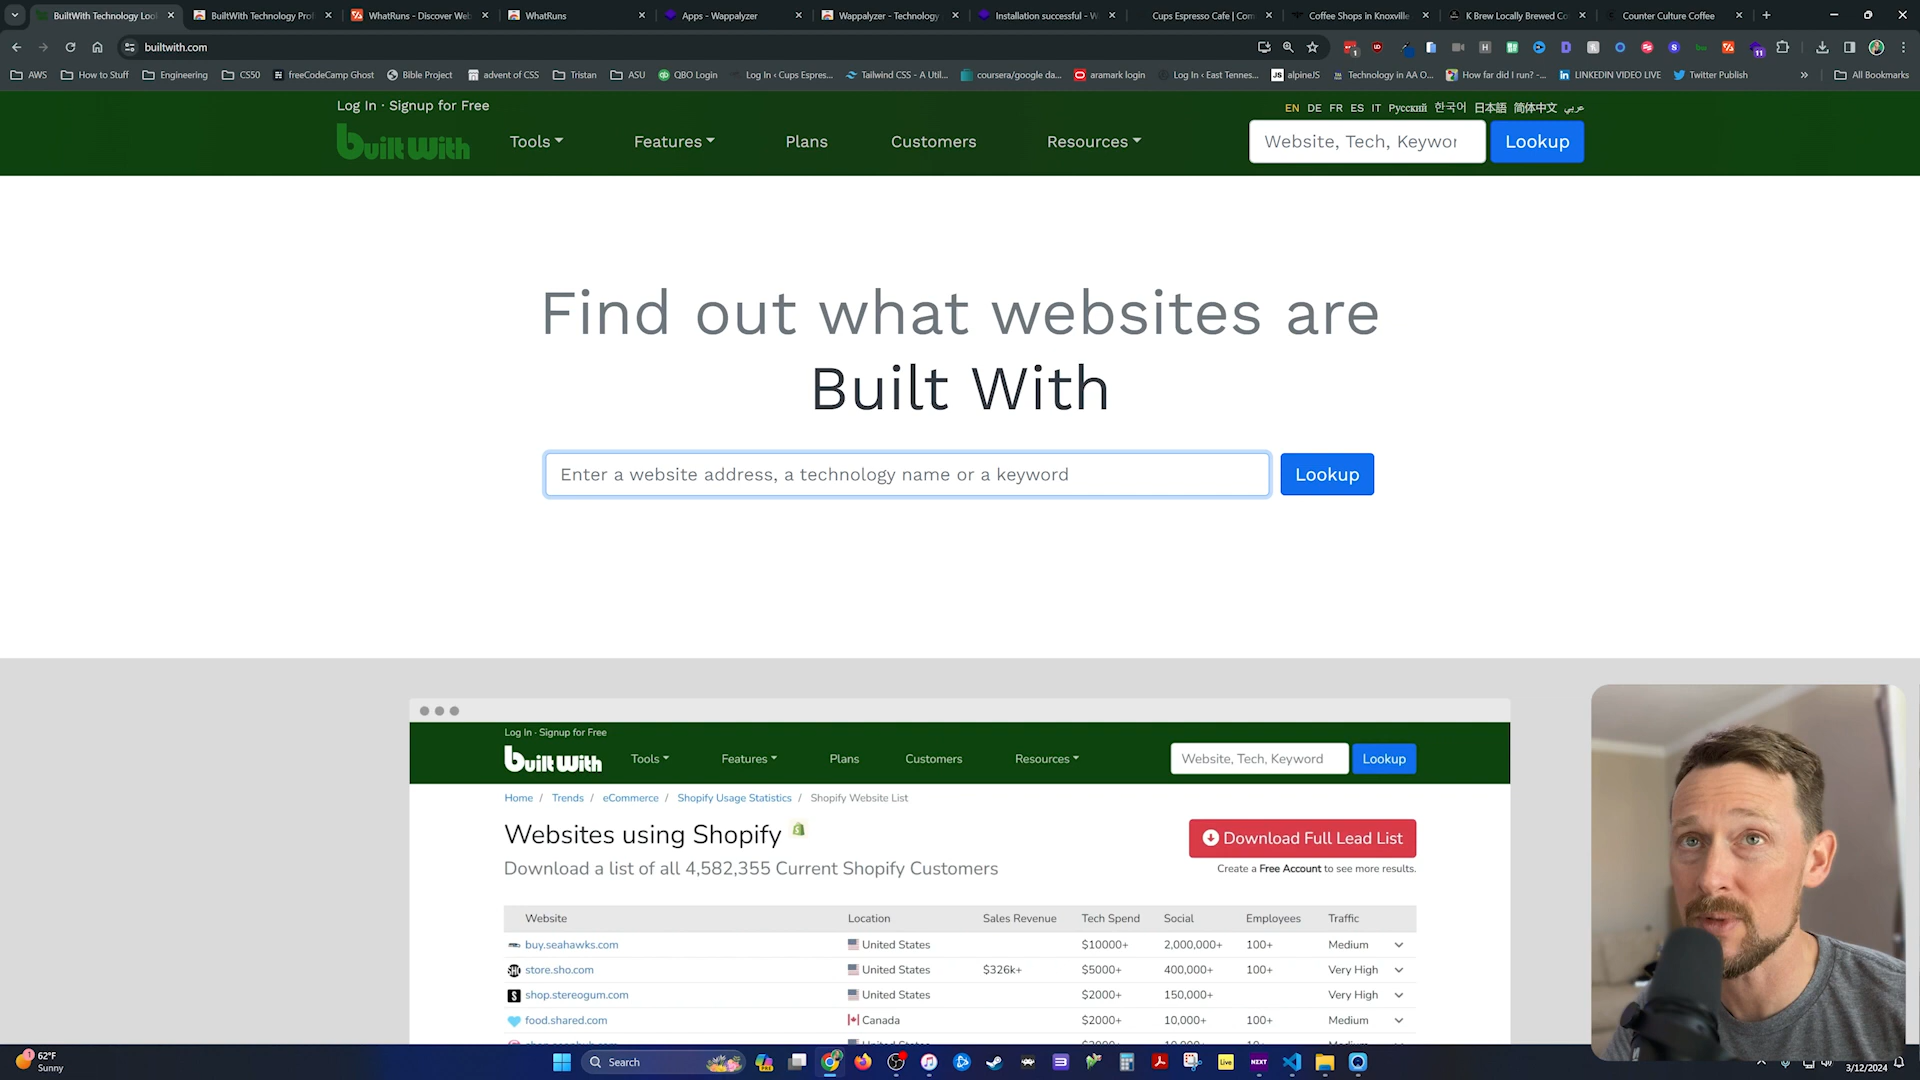 BuiltWith Technology Loo
BuiltWith Technology Pro
WhatRuns - Discover Web
WhatRuns
Apps - Wappalyzer
Wappalyzer - Technology
Installation successful - W
Cups Espresso Cafe | Com
Coffee Shops in Knoxville
K Brew Locally Brewed Co
Counter Culture Coffee
builtwith.com
AWS
How to Stuff
Engineering
CS50
freeCodeCamp Ghost
Bible Project
advent of CSS
Tristan
ASU
QBO Login
Log In ‹ Cups Espres...
Tailwind CSS - A Util...
coursera/google da...
aramark login
Log In ‹ East Tennes...
JS alpineJS
Technology in AA O...
How far did I run? -...
LINKEDIN VIDEO LIVE
Twitter Publish
»
All Bookmarks
Log In · Signup for Free
EN DE FR ES IT Русский 한국어 日本語 简体中文 عربي
Built With
Tools
Features
Plans
Customers
Resources
Website, Tech, Keywor
Lookup
Find out what websites are
Built With
Enter a website address, a technology name or a keyword
Lookup
Log In · Signup for Free
Built With
Tools
Features
Plans
Customers
Resources
Website, Tech, Keyword
Lookup
Home / Trends / eCommerce / Shopify Usage Statistics / Shopify Website List
Websites using Shopify
Download Full Lead List
Download a list of all 4,582,355 Current Shopify Customers
Create a Free Account to see more results.
Website Location Sales Revenue Tech Spend Social Employees Traffic
buy.seahawks.com United States $10000+ 2,000,000+ 100+ Medium
store.sho.com United States $326k+ $5000+ 400,000+ 100+ Very High
shop.stereogum.com United States $2000+ 150,000+ Very High
food.shared.com Canada $2000+ 10,000+ 100+ Medium
62°F
Sunny
Search
3/12/2024